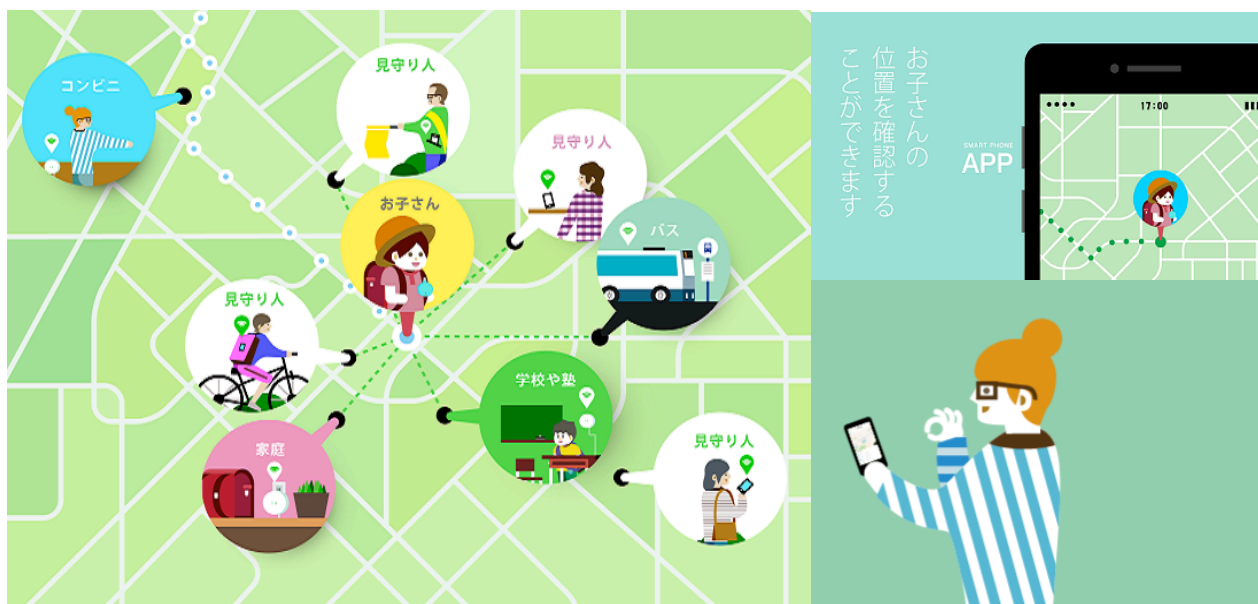 コンビニ
見守り人
見守り人
お子さん
バス
見守り人
学校や塾
家庭
見守り人
お子さんの
位置を確認する
ことができます
SMART PHONE
APP
17:00